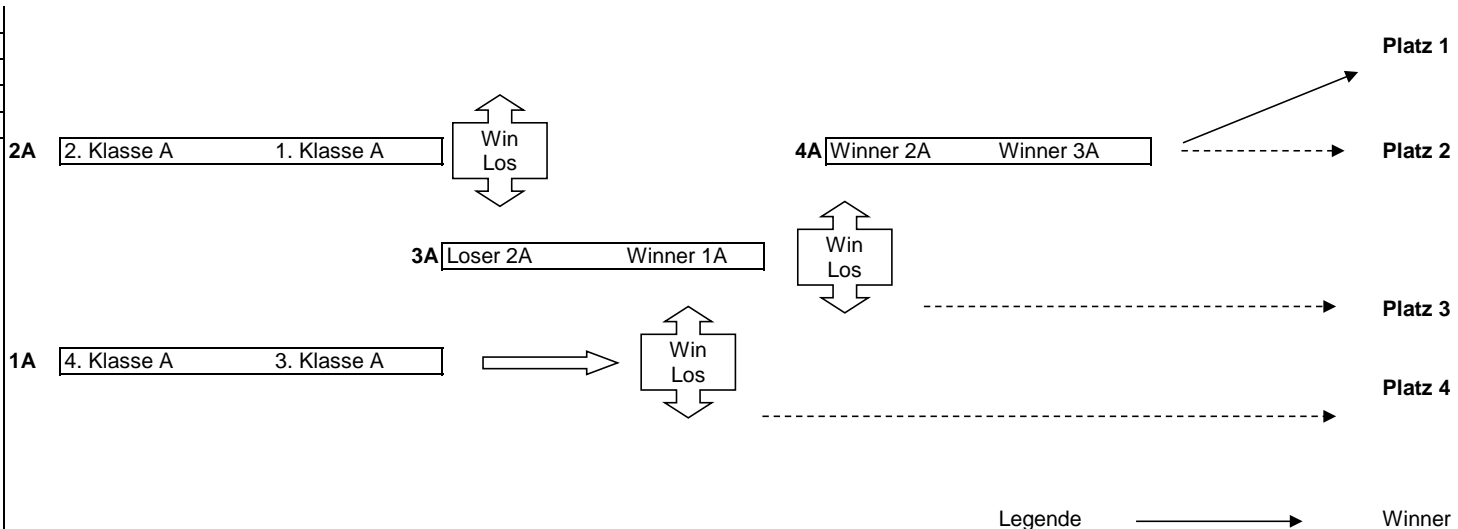 Platz 1
Win
2A 2. Klasse A 1. Klasse A
Los
4A Winner 2A Winner 3A
Platz 2
Win
3A Loser 2A Winner 1A
Los
Platz 3
Win
1A 4. Klasse A 3. Klasse A
Los
Platz 4
Legende Winner